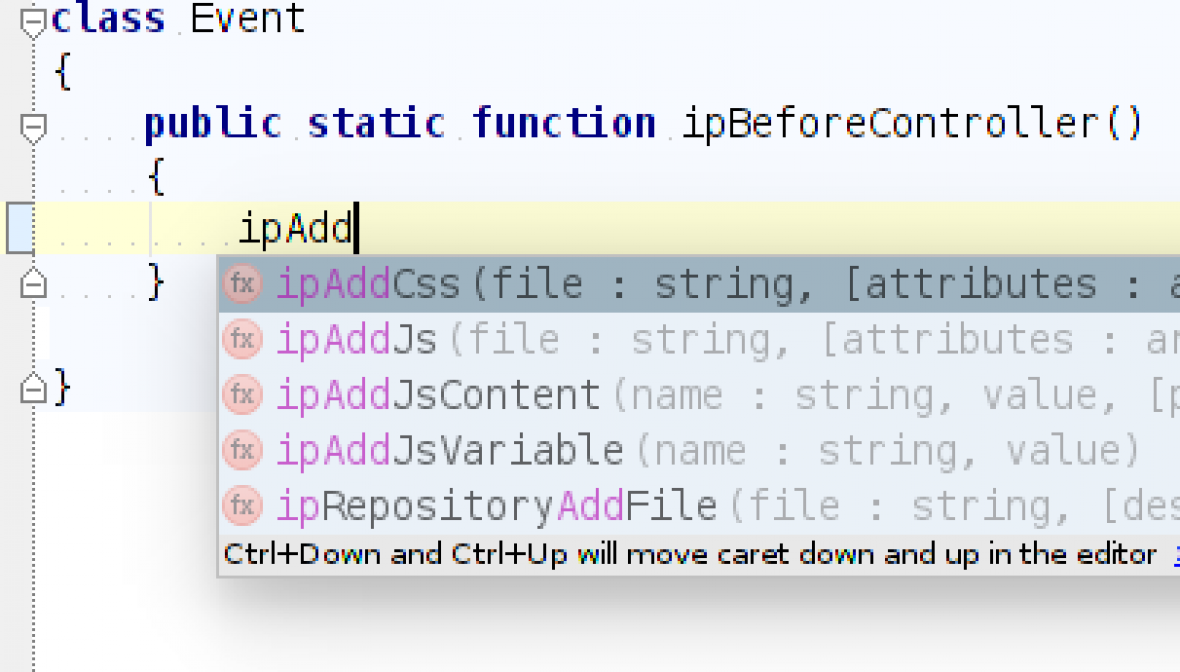 class Event
{
public static function ipBeforeController()
{
ipAdd
}
}
fx ipAddCss(file : string, [attributes :
fx ipAddJs(file : string, [attributes :
fx ipAddJsContent(name : string, value,
fx ipAddJsVariable(name : string, value)
fx ipRepositoryAddFile(file : string,
Ctrl+Down and Ctrl+Up will move caret down and up in the editor